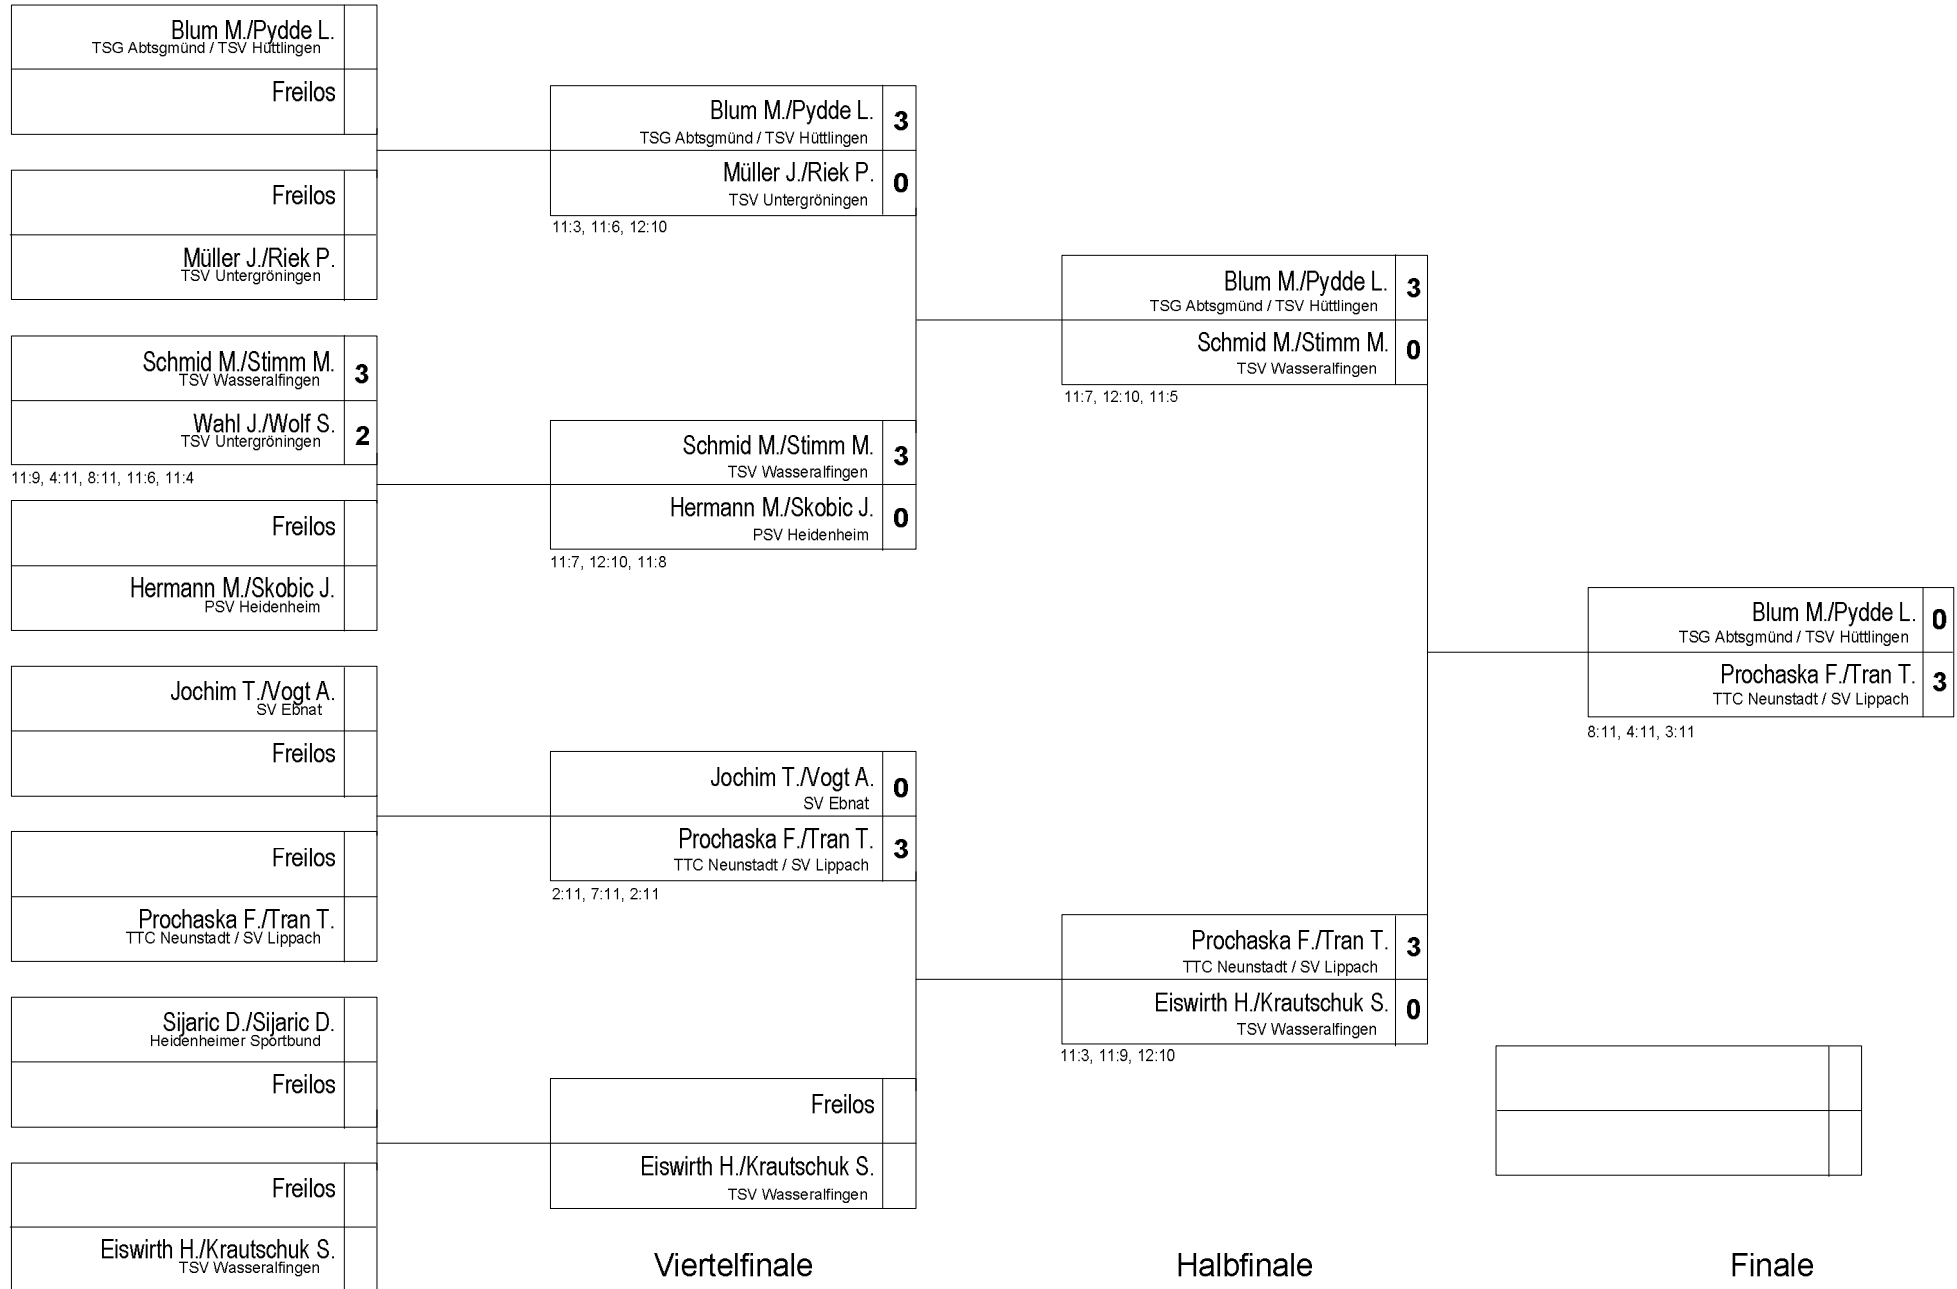 Blum M./Pydde L.
TSG Abtsgmünd / TSV Hüttlingen
Freilos
Freilos
Müller J./Riek P.
TSV Untergröningen
Schmid M./Stimm M.
TSV Wasseralfingen
3
Wahl J./Wolf S.
TSV Untergröningen
2
11:9, 4:11, 8:11, 11:6, 11:4
Freilos
Hermann M./Skobic J.
PSV Heidenheim
Jochim T./Vogt A.
SV Ebnat
Freilos
Freilos
Prochaska F./Tran T.
TTC Neunstadt / SV Lippach
Sijaric D./Sijaric D.
Heidenheimer Sportbund
Freilos
Freilos
Eiswirth H./Krautschuk S.
TSV Wasseralfingen
Blum M./Pydde L.
TSG Abtsgmünd / TSV Hüttlingen
3
Müller J./Riek P.
TSV Untergröningen
0
11:3, 11:6, 12:10
Schmid M./Stimm M.
TSV Wasseralfingen
3
Hermann M./Skobic J.
PSV Heidenheim
0
11:7, 12:10, 11:8
Jochim T./Vogt A.
SV Ebnat
0
Prochaska F./Tran T.
TTC Neunstadt / SV Lippach
3
2:11, 7:11, 2:11
Freilos
Eiswirth H./Krautschuk S.
TSV Wasseralfingen
Viertelfinale
Blum M./Pydde L.
TSG Abtsgmünd / TSV Hüttlingen
3
Schmid M./Stimm M.
TSV Wasseralfingen
0
11:7, 12:10, 11:5
Prochaska F./Tran T.
TTC Neunstadt / SV Lippach
3
Eiswirth H./Krautschuk S.
TSV Wasseralfingen
0
11:3, 11:9, 12:10
Halbfinale
Blum M./Pydde L.
TSG Abtsgmünd / TSV Hüttlingen
0
Prochaska F./Tran T.
TTC Neunstadt / SV Lippach
3
8:11, 4:11, 3:11
Finale